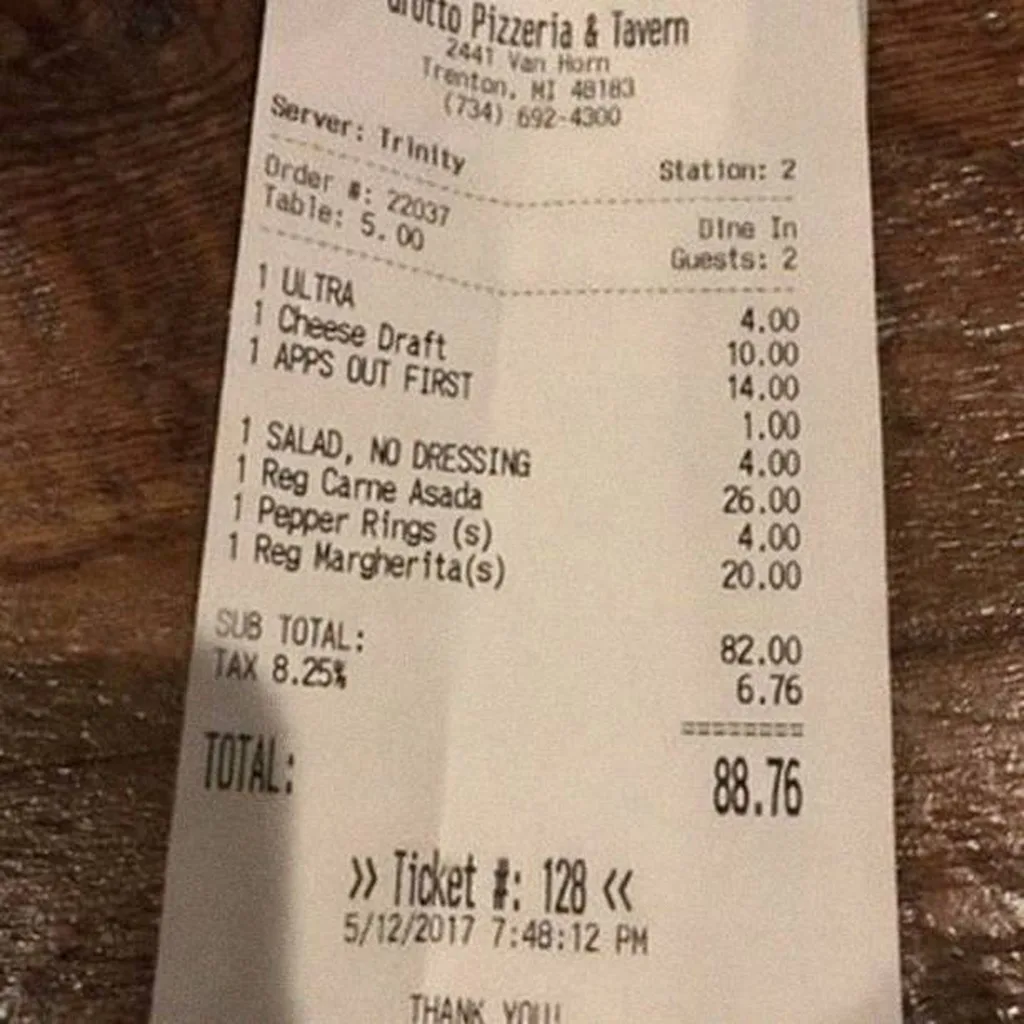 Grotto Pizzeria & Tavern
2441 Van Horn
Trenton, MI 48183
(734) 692-4300
Server: Trinity Station: 2
Order #: 22037 Dine In
Table: 5.00 Guests: 2
1 ULTRA 4.00
1 Cheese Draft 10.00
1 APPS OUT FIRST 14.00
1.00
1 SALAD, NO DRESSING 4.00
1 Reg Carne Asada 26.00
1 Pepper Rings (s) 4.00
1 Reg Margherita(s) 20.00
SUB TOTAL: 82.00
TAX 8.25% 6.76
========
TOTAL: 88.76
>> Ticket #: 128 <<
5/12/2017 7:48:12 PM
THANK YOU!